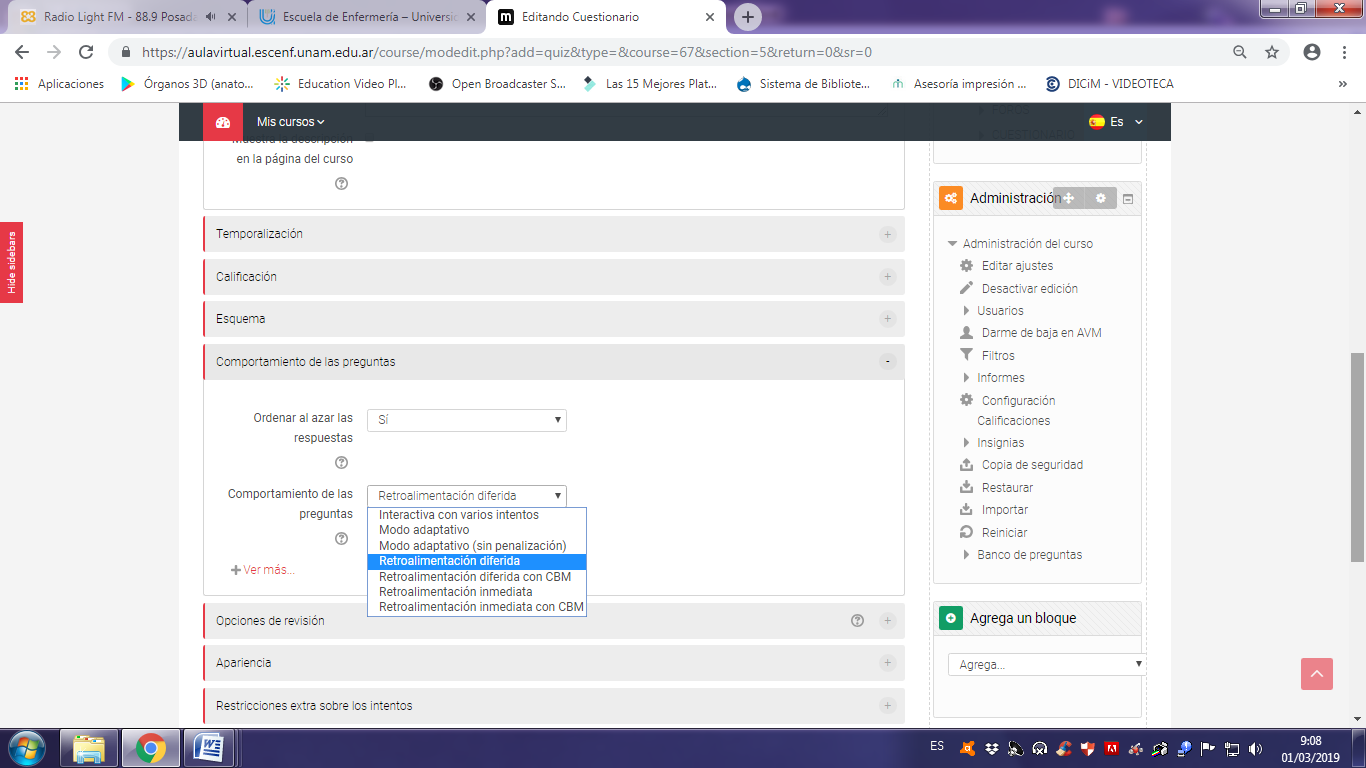 Radio Light FM - 88.9 Posada
Escuela de Enfermería – Universid
Editando Cuestionario
https://aulavirtual.escenf.unam.edu.ar/course/modedit.php?add=quiz&type=&course=67&section=5&return=0&sr=0
Aplicaciones
Órganos 3D (anato...
Education Video Pl...
Open Broadcaster S...
Las 15 Mejores Plat...
Sistema de Bibliote...
Asesoría impresión ...
DICiM - VIDEOTECA
»
Mis cursos
Es
Muestra la descripción
en la página del curso
Hide sidebars
Temporalización
Calificación
Esquema
Comportamiento de las preguntas
Ordenar al azar las
respuestas
Sí
Comportamiento de las
preguntas
Retroalimentación diferida
Interactiva con varios intentos
Modo adaptativo
Modo adaptativo (sin penalización)
Retroalimentación diferida
Retroalimentación diferida con CBM
Retroalimentación inmediata
Retroalimentación inmediata con CBM
Ver más...
Opciones de revisión
Apariencia
Restricciones extra sobre los intentos
CUESTIONARIO
Administración
Administración del curso
Editar ajustes
Desactivar edición
Usuarios
Darme de baja en AVM
Filtros
Informes
Configuración
Calificaciones
Insignias
Copia de seguridad
Restaurar
Importar
Reiniciar
Banco de preguntas
Agrega un bloque
Agrega...
ES
9:08
01/03/2019